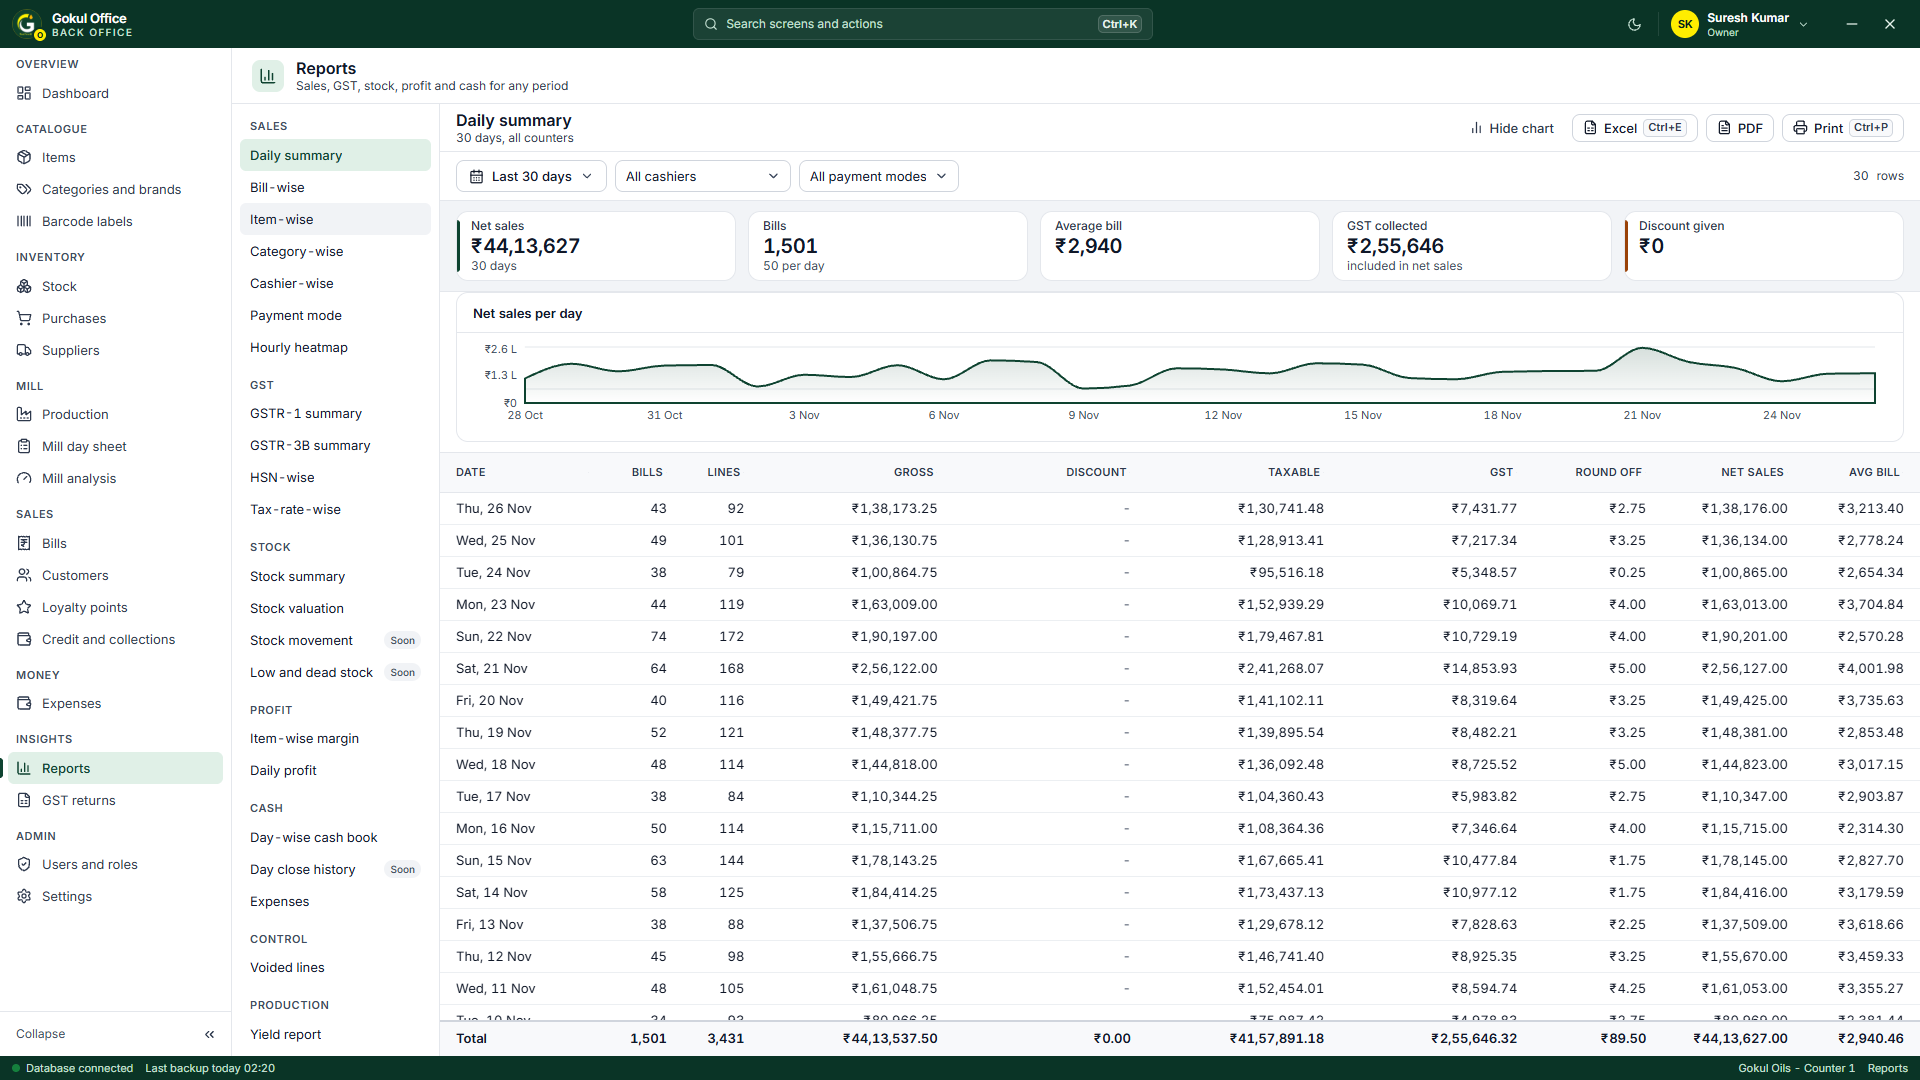 Gokul Office
BACK OFFICE
Search screens and actions
Ctrl+K
SK
Suresh Kumar
Owner
OVERVIEW
Dashboard
CATALOGUE
Items
Categories and brands
Barcode labels
INVENTORY
Stock
Purchases
Suppliers
MILL
Production
Mill day sheet
Mill analysis
SALES
Bills
Customers
Loyalty points
Credit and collections
MONEY
Expenses
INSIGHTS
Reports
GST returns
ADMIN
Users and roles
Settings
Collapse
Reports
Sales, GST, stock, profit and cash for any period
SALES
Daily summary
Bill-wise
Item-wise
Category-wise
Cashier-wise
Payment mode
Hourly heatmap
GST
GSTR-1 summary
GSTR-3B summary
HSN-wise
Tax-rate-wise
STOCK
Stock summary
Stock valuation
Stock movement Soon
Low and dead stock Soon
PROFIT
Item-wise margin
Daily profit
CASH
Day-wise cash book
Day close history Soon
Expenses
CONTROL
Voided lines
PRODUCTION
Yield report
Daily summary
30 days, all counters
Hide chart
Excel Ctrl+E
PDF
Print Ctrl+P
Last 30 days
All cashiers
All payment modes
30 rows
Net sales
₹44,13,627
30 days
Bills
1,501
50 per day
Average bill
₹2,940
GST collected
₹2,55,646
included in net sales
Discount given
₹0
Net sales per day
₹2.6 L
₹1.3 L
₹0
28 Oct 31 Oct 3 Nov 6 Nov 9 Nov 12 Nov 15 Nov 18 Nov 21 Nov 24 Nov
DATE BILLS LINES GROSS DISCOUNT TAXABLE GST ROUND OFF NET SALES AVG BILL
Thu, 26 Nov 43 92 ₹1,38,173.25 - ₹1,30,741.48 ₹7,431.77 ₹2.75 ₹1,38,176.00 ₹3,213.40
Wed, 25 Nov 49 101 ₹1,36,130.75 - ₹1,28,913.41 ₹7,217.34 ₹3.25 ₹1,36,134.00 ₹2,778.24
Tue, 24 Nov 38 79 ₹1,00,864.75 - ₹95,516.18 ₹5,348.57 ₹0.25 ₹1,00,865.00 ₹2,654.34
Mon, 23 Nov 44 119 ₹1,63,009.00 - ₹1,52,939.29 ₹10,069.71 ₹4.00 ₹1,63,013.00 ₹3,704.84
Sun, 22 Nov 74 172 ₹1,90,197.00 - ₹1,79,467.81 ₹10,729.19 ₹4.00 ₹1,90,201.00 ₹2,570.28
Sat, 21 Nov 64 168 ₹2,56,122.00 - ₹2,41,268.07 ₹14,853.93 ₹5.00 ₹2,56,127.00 ₹4,001.98
Fri, 20 Nov 40 116 ₹1,49,421.75 - ₹1,41,102.11 ₹8,319.64 ₹3.25 ₹1,49,425.00 ₹3,735.63
Thu, 19 Nov 52 121 ₹1,48,377.75 - ₹1,39,895.54 ₹8,482.21 ₹3.25 ₹1,48,381.00 ₹2,853.48
Wed, 18 Nov 48 114 ₹1,44,818.00 - ₹1,36,092.48 ₹8,725.52 ₹5.00 ₹1,44,823.00 ₹3,017.15
Tue, 17 Nov 38 84 ₹1,10,344.25 - ₹1,04,360.43 ₹5,983.82 ₹2.75 ₹1,10,347.00 ₹2,903.87
Mon, 16 Nov 50 114 ₹1,15,711.00 - ₹1,08,364.36 ₹7,346.64 ₹4.00 ₹1,15,715.00 ₹2,314.30
Sun, 15 Nov 63 144 ₹1,78,143.25 - ₹1,67,665.41 ₹10,477.84 ₹1.75 ₹1,78,145.00 ₹2,827.70
Sat, 14 Nov 58 125 ₹1,84,414.25 - ₹1,73,437.13 ₹10,977.12 ₹1.75 ₹1,84,416.00 ₹3,179.59
Fri, 13 Nov 38 88 ₹1,37,506.75 - ₹1,29,678.12 ₹7,828.63 ₹2.25 ₹1,37,509.00 ₹3,618.66
Thu, 12 Nov 45 98 ₹1,55,666.75 - ₹1,46,741.40 ₹8,925.35 ₹3.25 ₹1,55,670.00 ₹3,459.33
Wed, 11 Nov 48 105 ₹1,61,048.75 - ₹1,52,454.01 ₹8,594.74 ₹4.25 ₹1,61,053.00 ₹3,355.27
Tue, 10 Nov
Total 1,501 3,431 ₹44,13,537.50 ₹0.00 ₹41,57,891.18 ₹2,55,646.32 ₹89.50 ₹44,13,627.00 ₹2,940.46
Database connected Last backup today 02:20
Gokul Oils - Counter 1 Reports